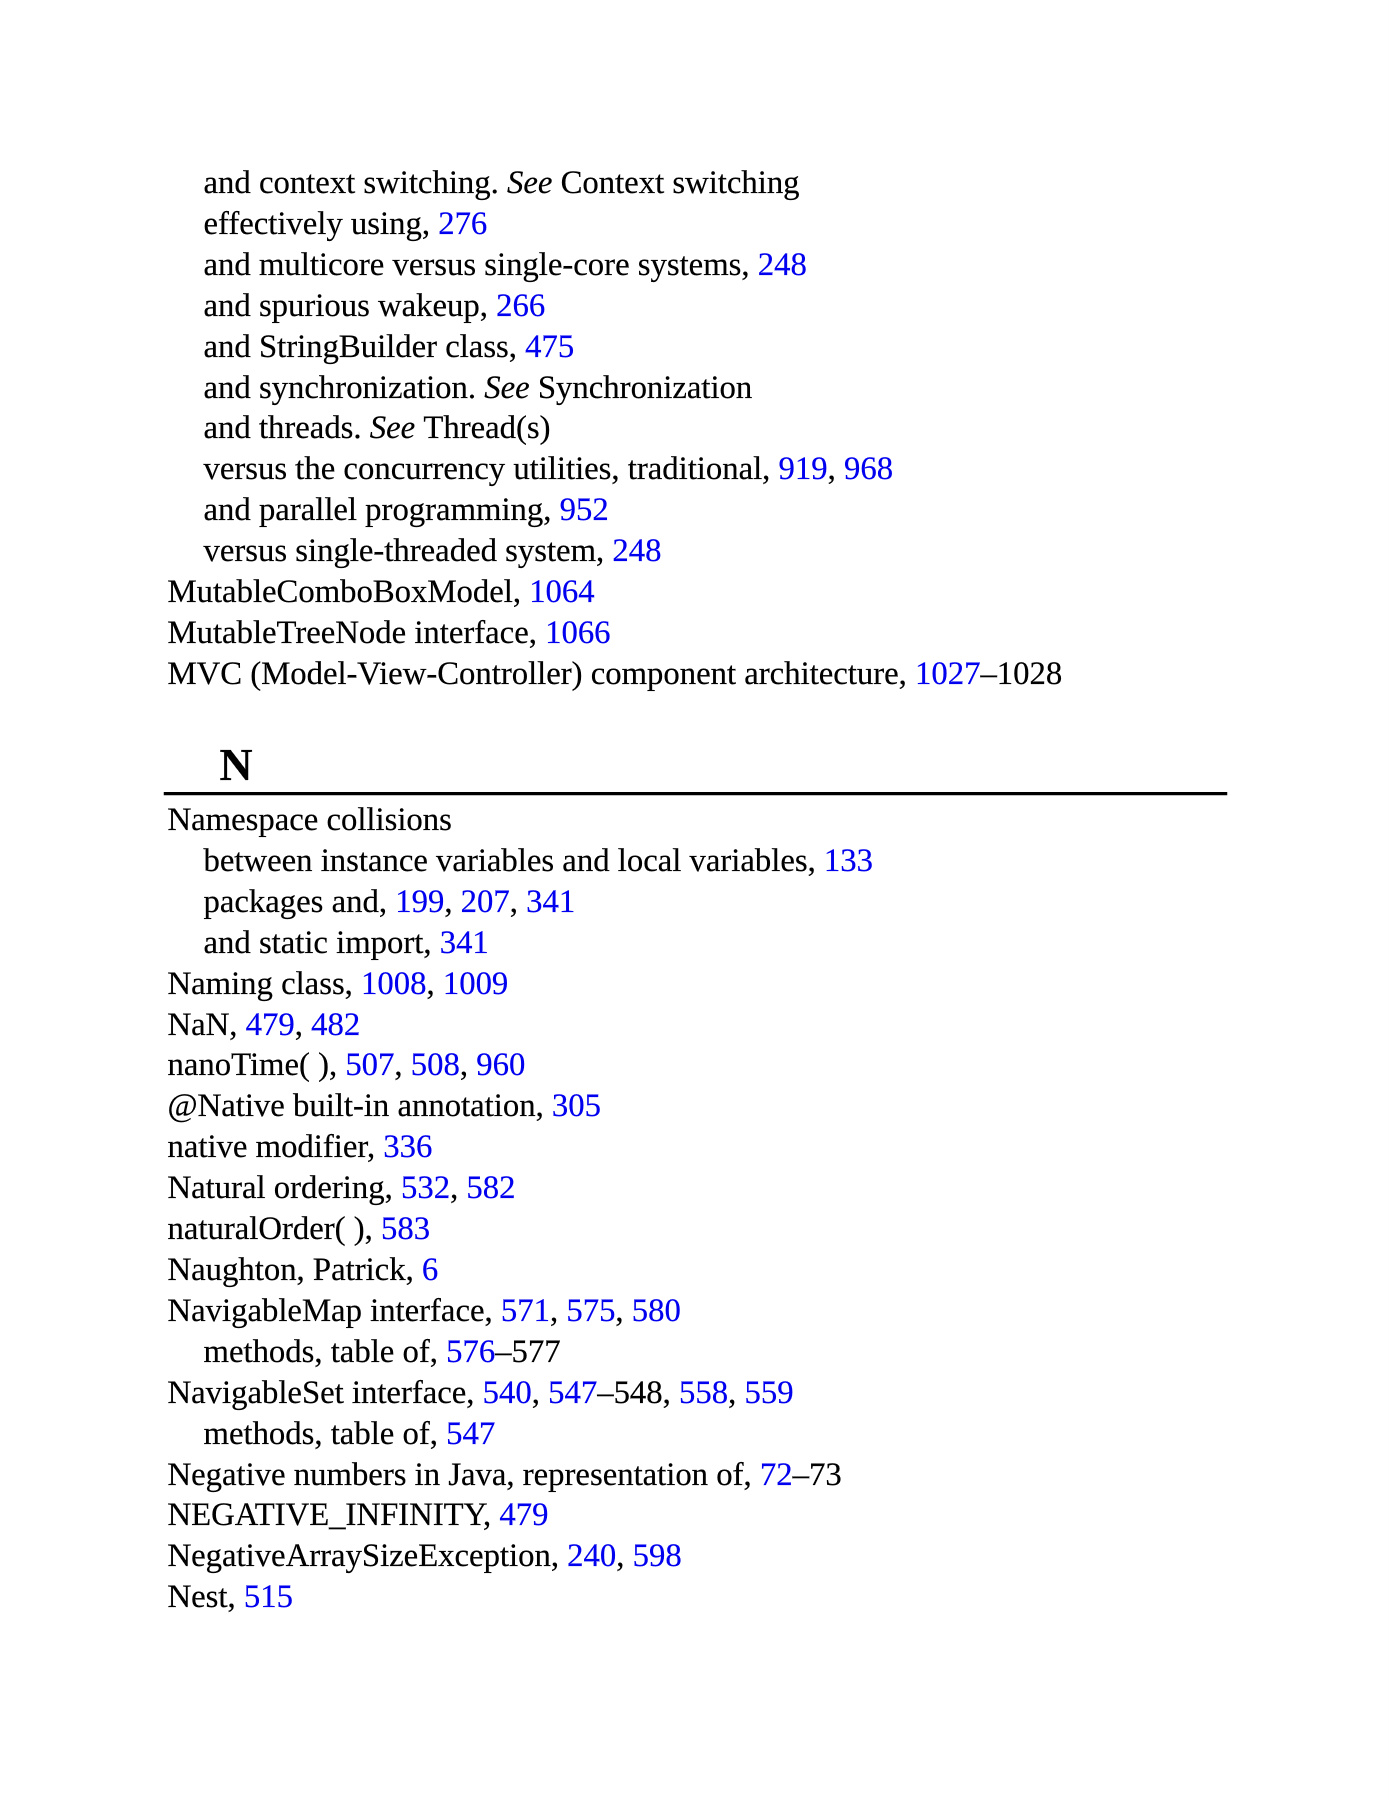 and context switching. See Context switching
effectively using, 276
and multicore versus single-core systems, 248
and spurious wakeup, 266
and StringBuilder class, 475
and synchronization. See Synchronization
and threads. See Thread(s)
versus the concurrency utilities, traditional, 919, 968
and parallel programming, 952
versus single-threaded system, 248
MutableComboBoxModel, 1064
MutableTreeNode interface, 1066
MVC (Model-View-Controller) component architecture, 1027–1028
N
Namespace collisions
between instance variables and local variables, 133
packages and, 199, 207, 341
and static import, 341
Naming class, 1008, 1009
NaN, 479, 482
nanoTime( ), 507, 508, 960
@Native built-in annotation, 305
native modifier, 336
Natural ordering, 532, 582
naturalOrder( ), 583
Naughton, Patrick, 6
NavigableMap interface, 571, 575, 580
methods, table of, 576–577
NavigableSet interface, 540, 547–548, 558, 559
methods, table of, 547
Negative numbers in Java, representation of, 72–73
NEGATIVE_INFINITY, 479
NegativeArraySizeException, 240, 598
Nest, 515